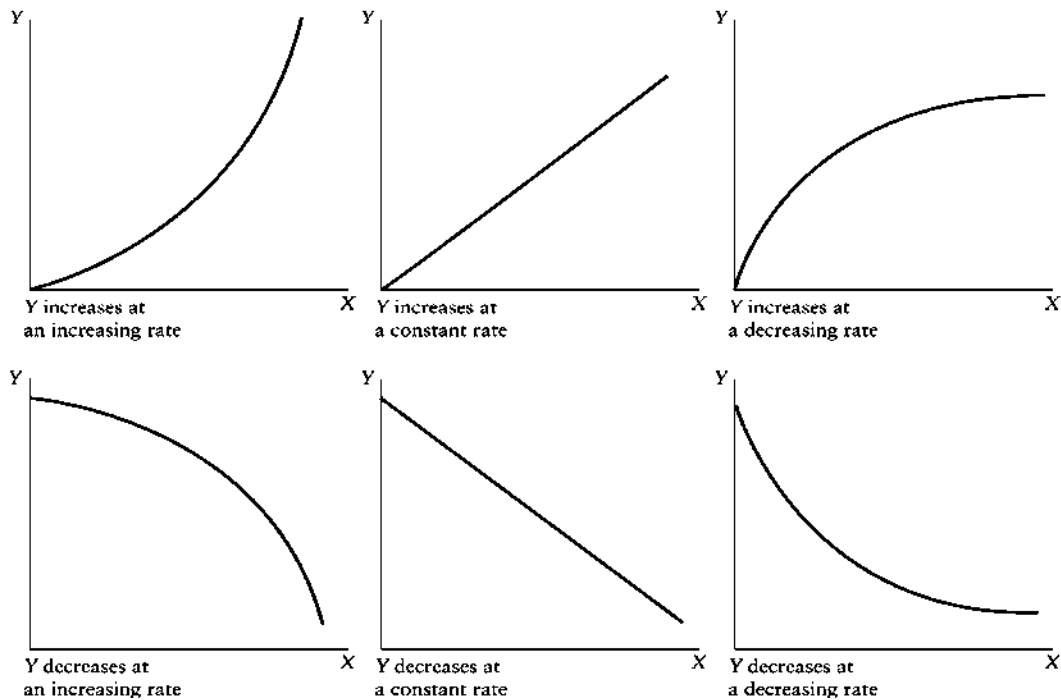 Y
Y
Y
X
X
X
Y increases at
an increasing rate
Y increases at
a constant rate
Y increases at
a decreasing rate
Y
Y
Y
X
X
X
Y decreases at
an increasing rate
Y decreases at
a constant rate
Y decreases at
a decreasing rate